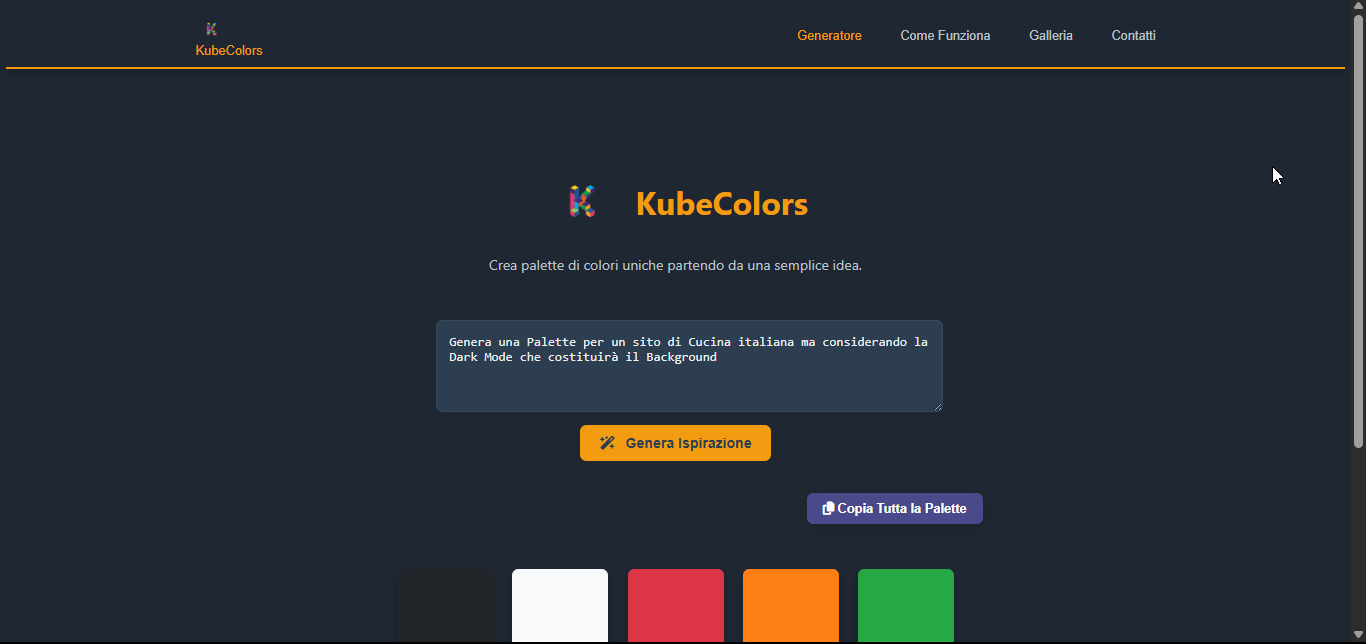 KubeColors
Generatore
Come Funziona
Galleria
Contatti
KubeColors
Crea palette di colori uniche partendo da una semplice idea.
Genera una Palette per un sito di Cucina italiana ma considerando la
Dark Mode che costituirà il Background
Genera Ispirazione
Copia Tutta la Palette